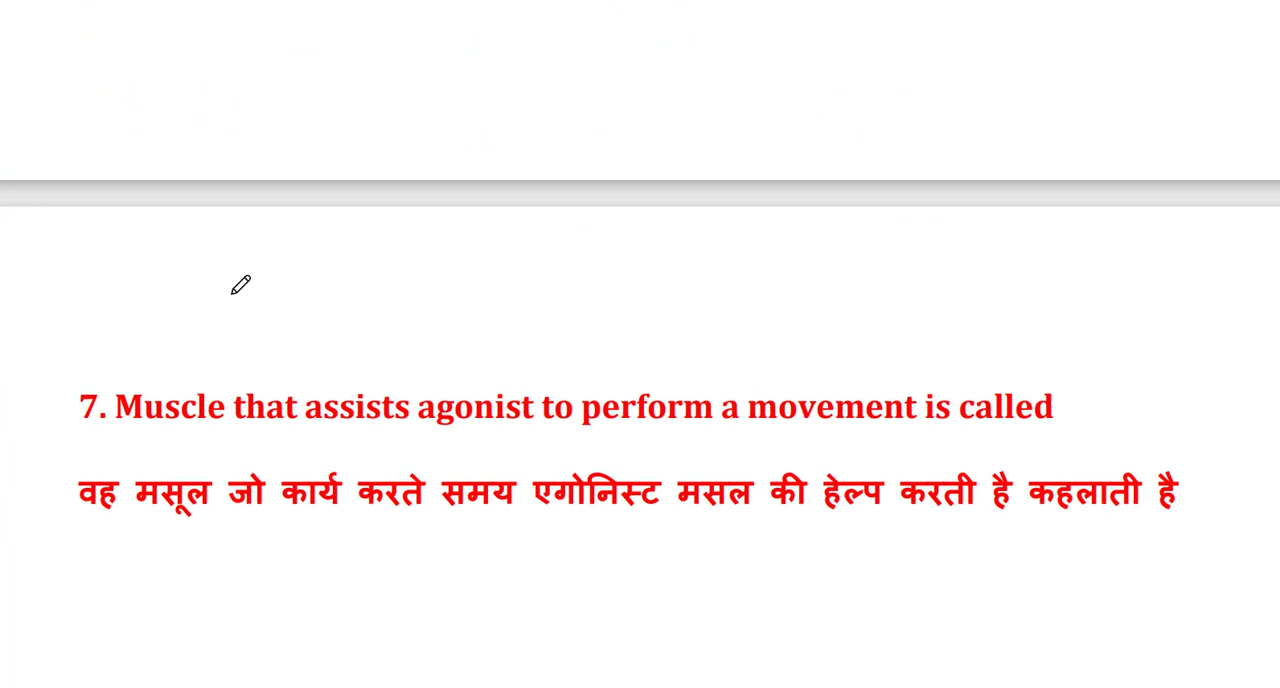 7. Muscle that assists agonist to perform a movement is called
वह मसूल जो कार्य करते समय एगोनिस्ट मसल की हेल्प करती है कहलाती है